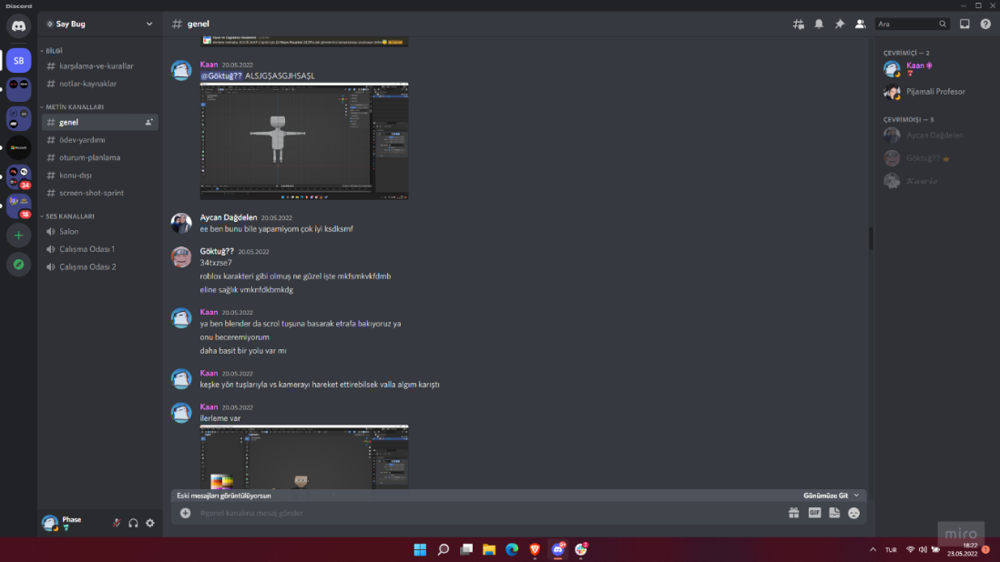 Discord
Say Bug
genel
Ara
SB
BİLGİ
karşılama-ve-kurallar
notlar-kaynaklar
METİN KANALLARI
genel
ödev-yardımı
oturum-planlama
konu-dışı
screen-shot-sprint
SES KANALLARI
Salon
Çalışma Odası 1
Çalışma Odası 2
34
18
Kaan 20.05.2022
@Göktuğ?? ALSJGŞASGJHSAŞL
Aycan Dağdelen 20.05.2022
ee ben bunu bile yapamiyom çok iyi ksdksmf
Göktuğ?? 20.05.2022
34txzse7
roblox karakteri gibi olmuş ne güzel işte mkfsmkvkfdmb
eline sağlık vmknfdkbmkdg
Kaan 20.05.2022
ya ben blender da scrol tuşuna basarak etrafa bakıyoruz ya
onu beceremiyorum
daha basit bir yolu var mı
Kaan 20.05.2022
keşke yön tuşlarıyla vs kamerayı hareket ettirebilsek valla algım karıştı
Kaan 20.05.2022
ilerleme var
Eski mesajları görüntülüyorsun
Günümüze Git
#genel kanalına mesaj gönder
GIF
ÇEVRİMİÇİ — 2
Kaan
Pijamali Profesor
ÇEVRİMDIŞI — 3
Aycan Dağdelen
Göktuğ??
Phase
miro
TUR
18:22
23.05.2022